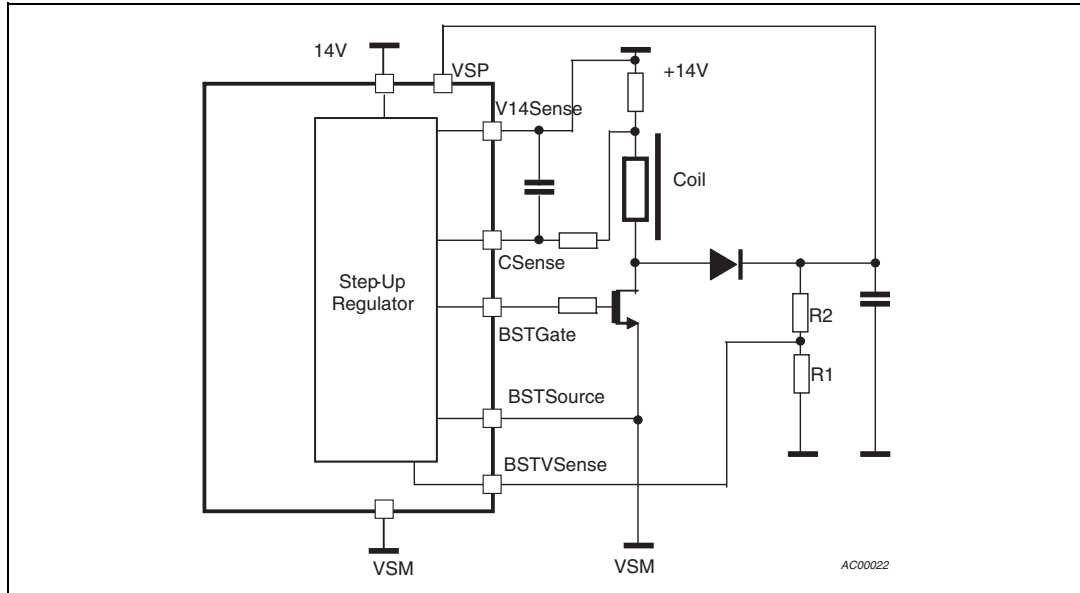 14V
VSP
+14V
V14Sense
Coil
CSense
Step-Up
Regulator
BSTGate
R2
R1
BSTSource
BSTVSense
VSM
VSM
AC00022